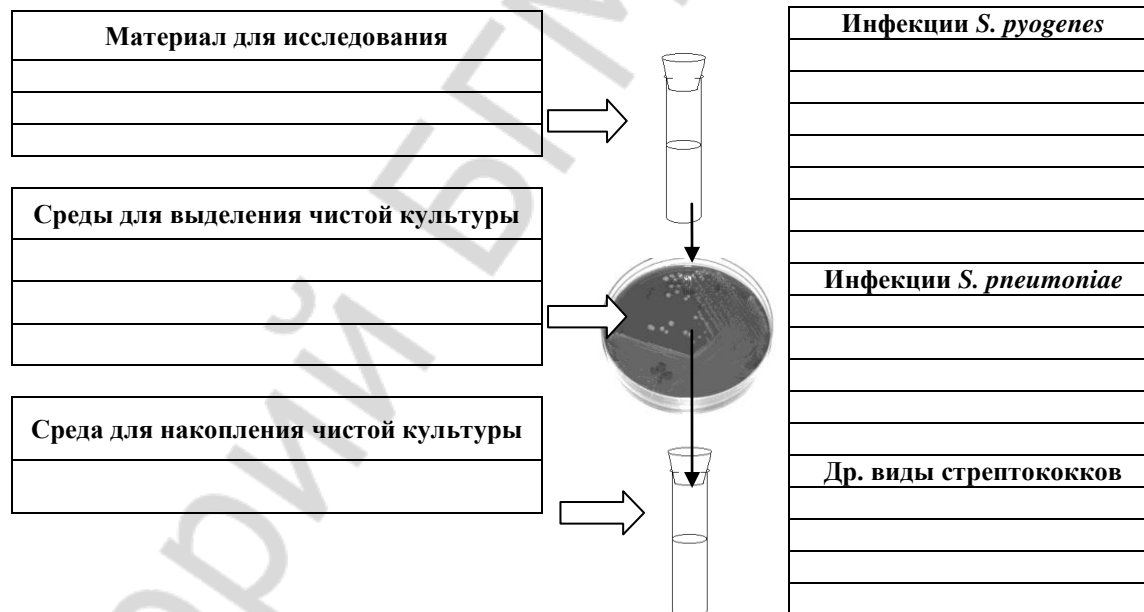 Материал для исследования
Среды для выделения чистой культуры
Среда для накопления чистой культуры
Инфекции S. pyogenes
Инфекции S. pneumoniae
Др. виды стрептококков